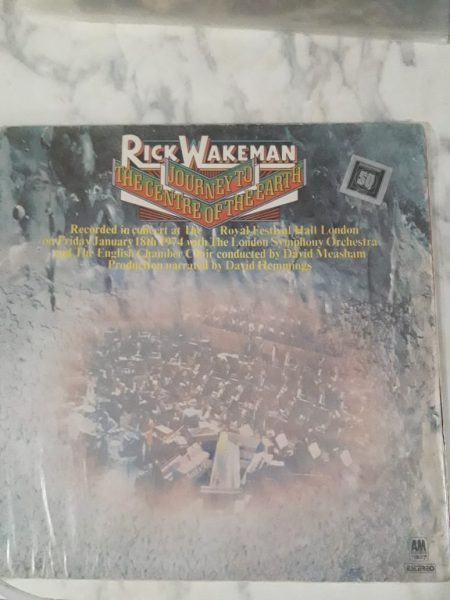 RICK WAKEMAN
JOURNEY TO
THE CENTRE OF THE EARTH
Recorded in concert at The Royal Festival Hall London
on Friday January 18th 1974 with The London Symphony Orchestra
and The English Chamber Choir conducted by David Measham
Production narrated by David Hemmings
AM
STEREO